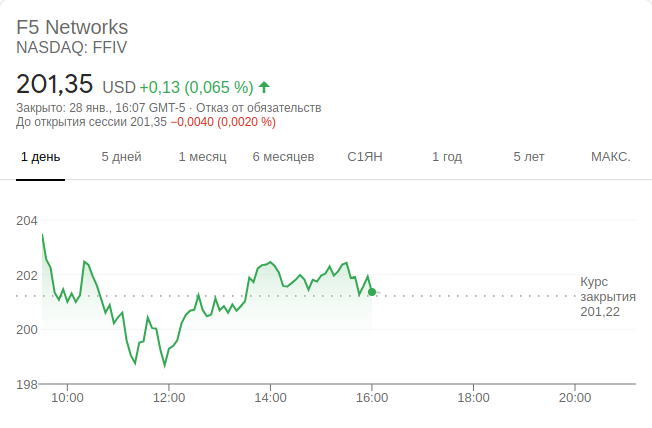 F5 Networks
NASDAQ: FFIV
201,35 USD +0,13 (0,065 %)
Закрыто: 28 янв., 16:07 GMT-5 · Отказ от обязательств
До открытия сессии 201,35 −0,0040 (0,0020 %)
1 день 5 дней 1 месяц 6 месяцев С1ЯН 1 год 5 лет МАКС.
204
202
Курс
закрытия
201,22
200
198
10:00 12:00 14:00 16:00 18:00 20:00